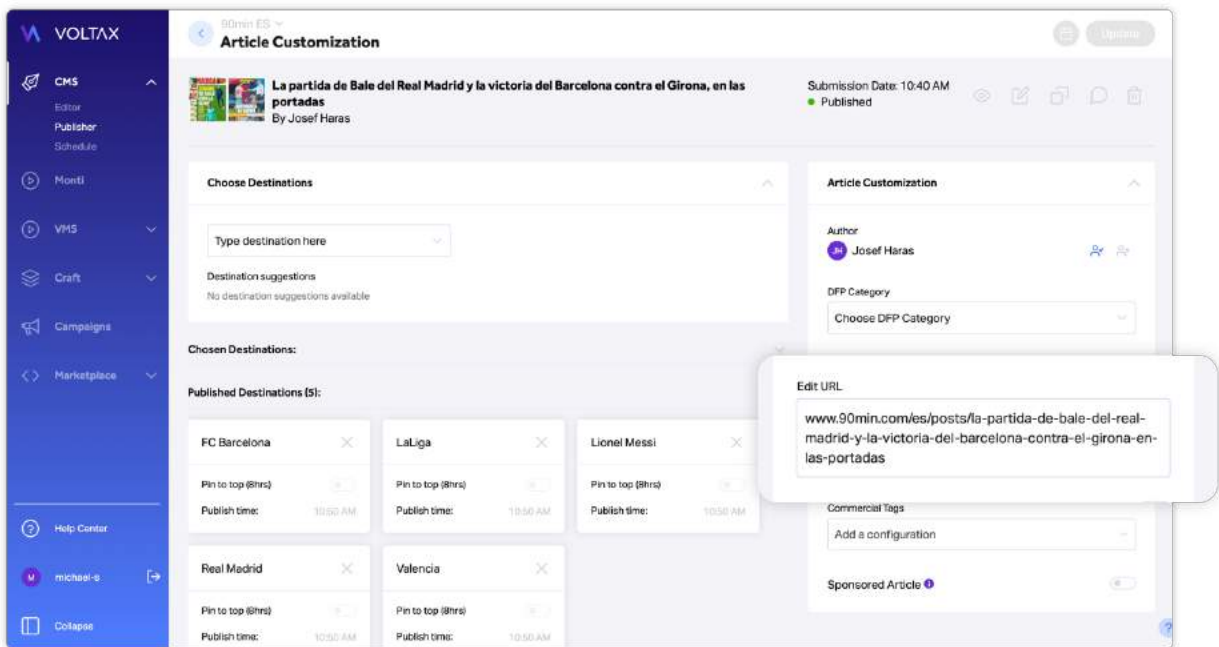 VOLTAX
CMS
Editor
Publisher
Schedule
Monti
VMS
Craft
Campaigns
Marketplace
Help Center
M michael-s
Collapse
90min ES
Article Customization
Update
La partida de Bale del Real Madrid y la victoria del Barcelona contra el Girona, en las
portadas
By Josef Haras
Submission Date: 10:40 AM
Published
Choose Destinations
Type destination here
Destination suggestions
No destination suggestions available
Chosen Destinations:
Published Destinations (5):
FC Barcelona
Pin to top (8hrs)
Publish time: 10:50 AM
LaLiga
Pin to top (8hrs)
Publish time: 10:50 AM
Lionel Messi
Pin to top (8hrs)
Publish time: 10:50 AM
Real Madrid
Pin to top (8hrs)
Publish time: 10:50 AM
Valencia
Pin to top (8hrs)
Publish time: 10:50 AM
Article Customization
Author
JH Josef Haras
DFP Category
Choose DFP Category
Edit URL
www.90min.com/es/posts/la-partida-de-bale-del-real-
madrid-y-la-victoria-del-barcelona-contra-el-girona-en-
las-portadas
Commercial Tags
Add a configuration
Sponsored Article
?